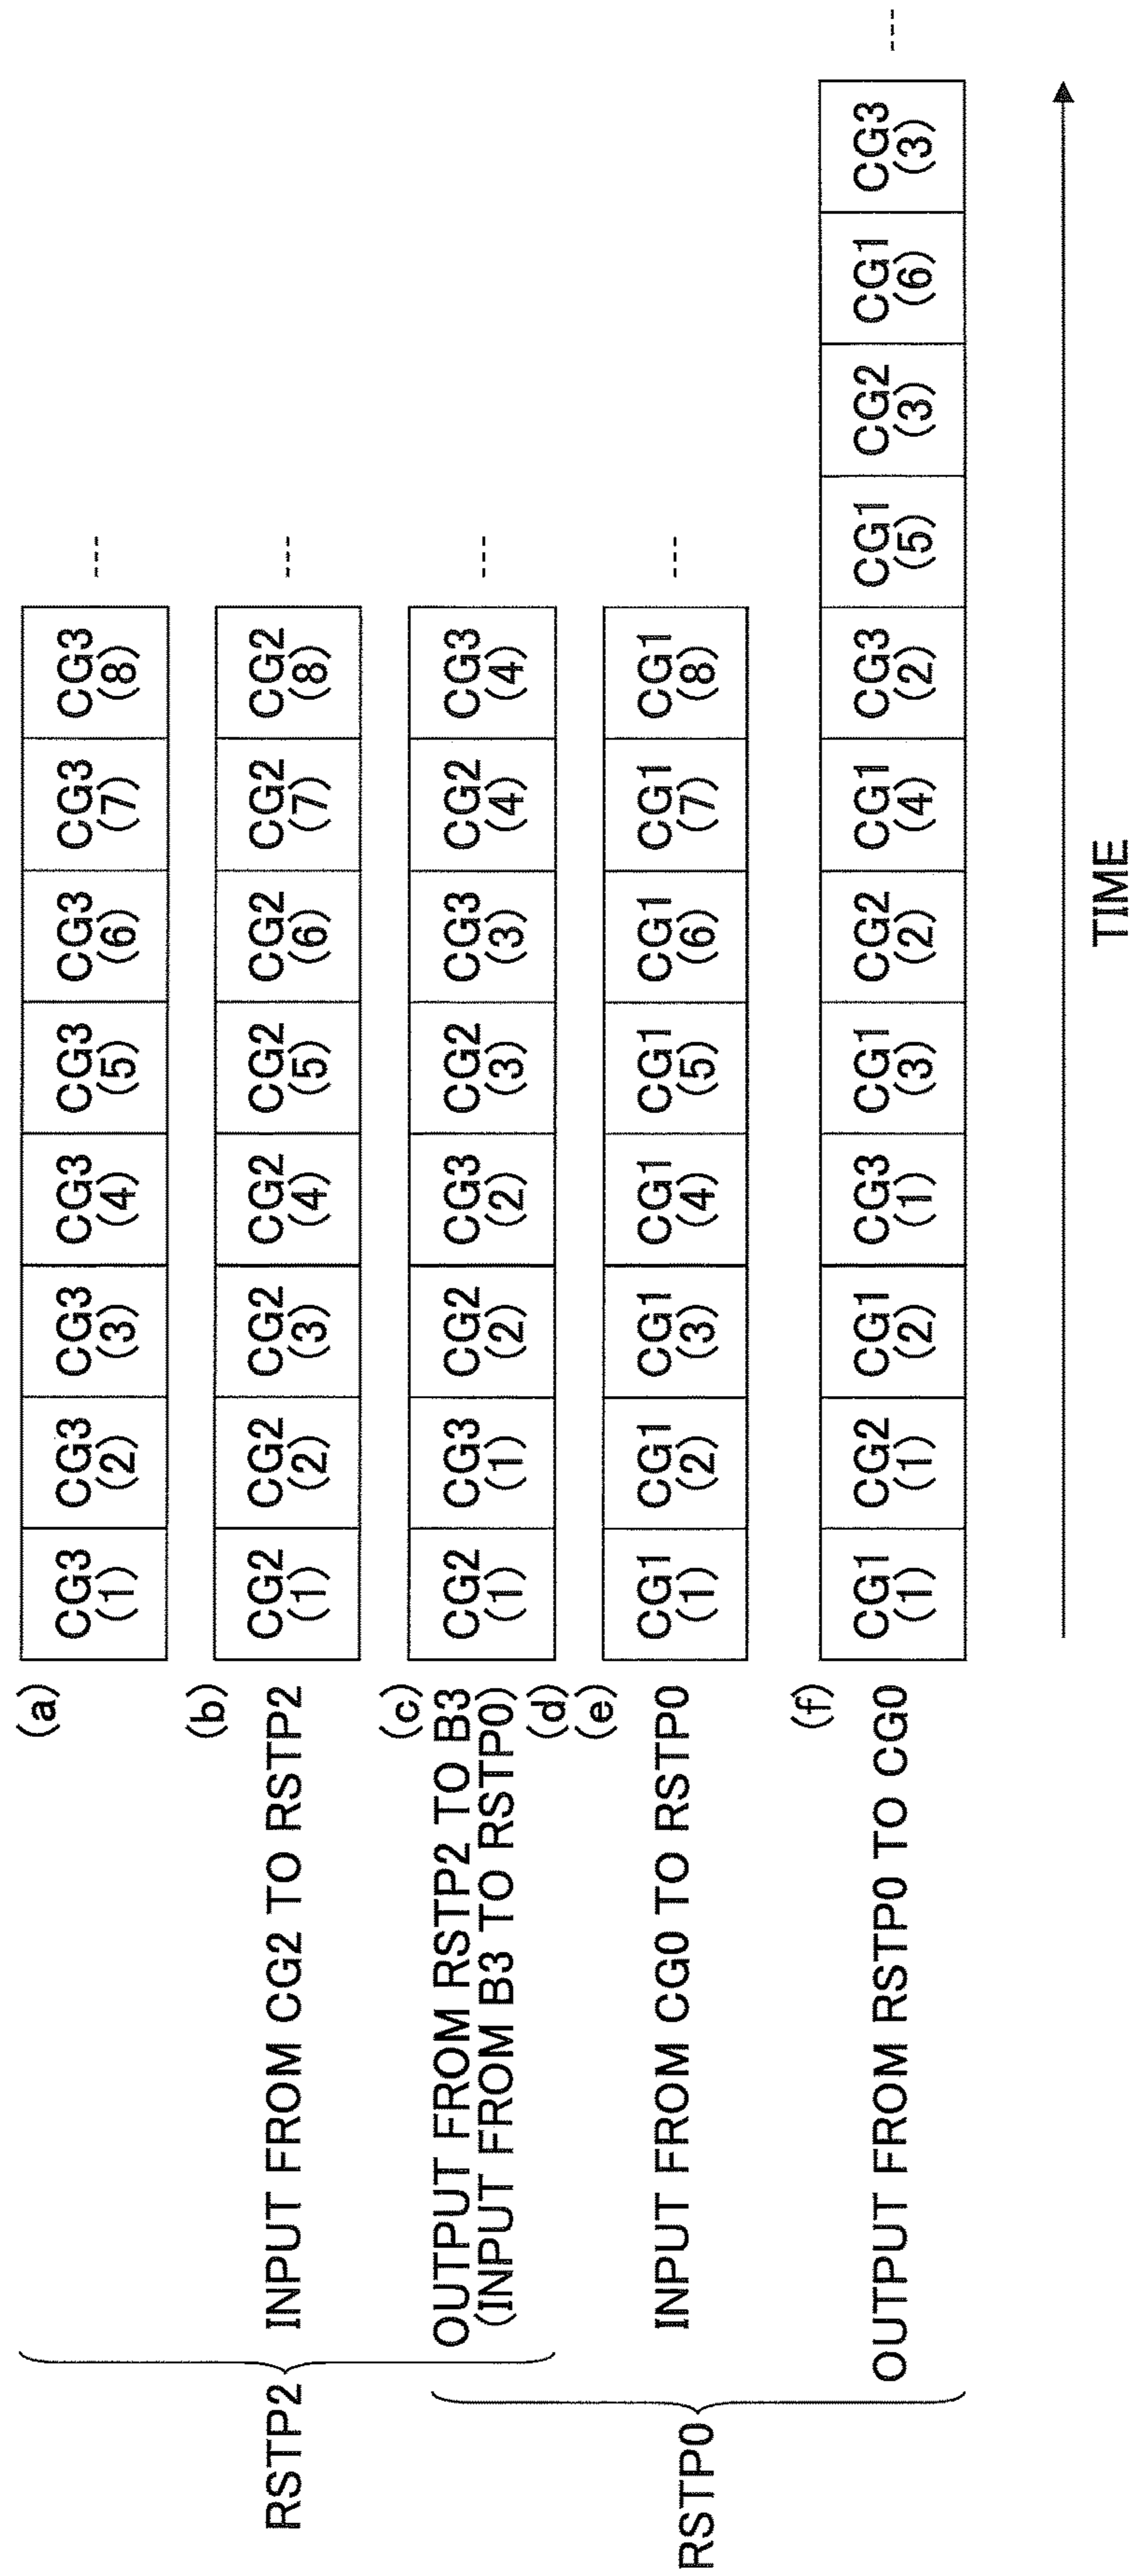 (a)
CG3 CG3 CG3 CG3 CG3 CG3 CG3 CG3 ---
(1) (2) (3) (4) (5) (6) (7) (8)
RSTP2
(b)
INPUT FROM CG2 TO RSTP2
CG2 CG2 CG2 CG2 CG2 CG2 CG2 CG2 ---
(1) (2) (3) (4) (5) (6) (7) (8)
(c)
OUTPUT FROM RSTP2 TO B3
(INPUT FROM B3 TO RSTP0)
(d)
CG2 CG3 CG2 CG3 CG2 CG3 CG2 CG3 ---
(1) (1) (2) (2) (3) (3) (4) (4)
RSTP0
(e)
INPUT FROM CG0 TO RSTP0
CG1 CG1 CG1 CG1 CG1 CG1 CG1 CG1 ---
(1) (2) (3) (4) (5) (6) (7) (8)
(f)
OUTPUT FROM RSTP0 TO CG0
CG1 CG2 CG1 CG3 CG1 CG2 CG1 CG3 CG1 CG2 CG1 CG3 ---
(1) (1) (2) (1) (3) (2) (4) (2) (5) (3) (6) (3)
TIME